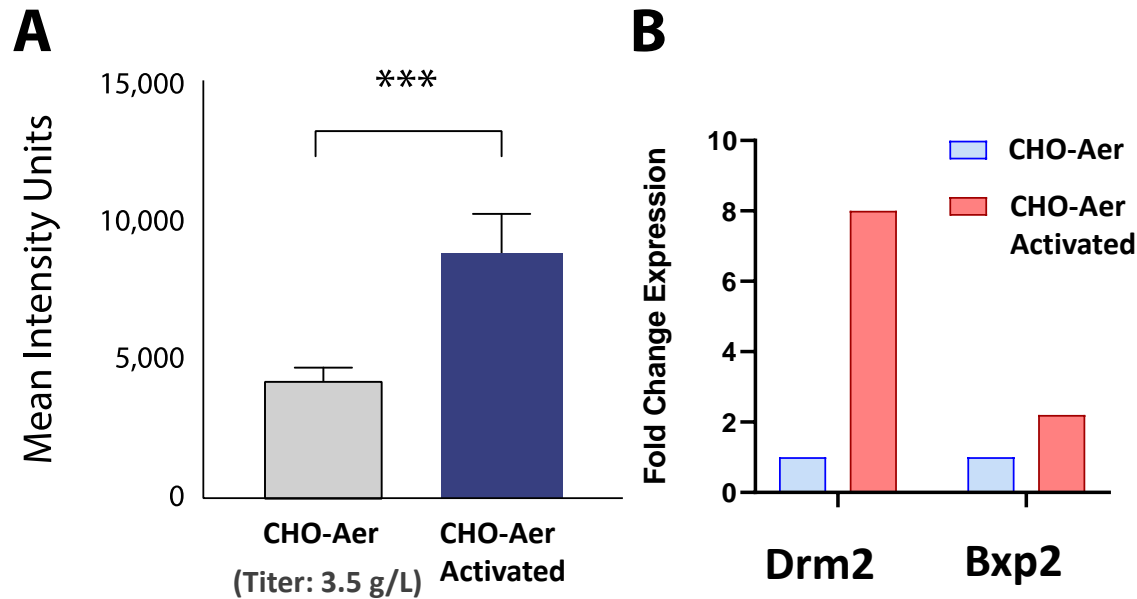 A
Mean Intensity Units
15,000
10,000
5,000
0
***
CHO-Aer
(Titer: 3.5 g/L)
CHO-Aer
Activated
B
Fold Change Expression
10
8
6
4
2
0
CHO-Aer
CHO-Aer
Activated
Drm2
Bxp2